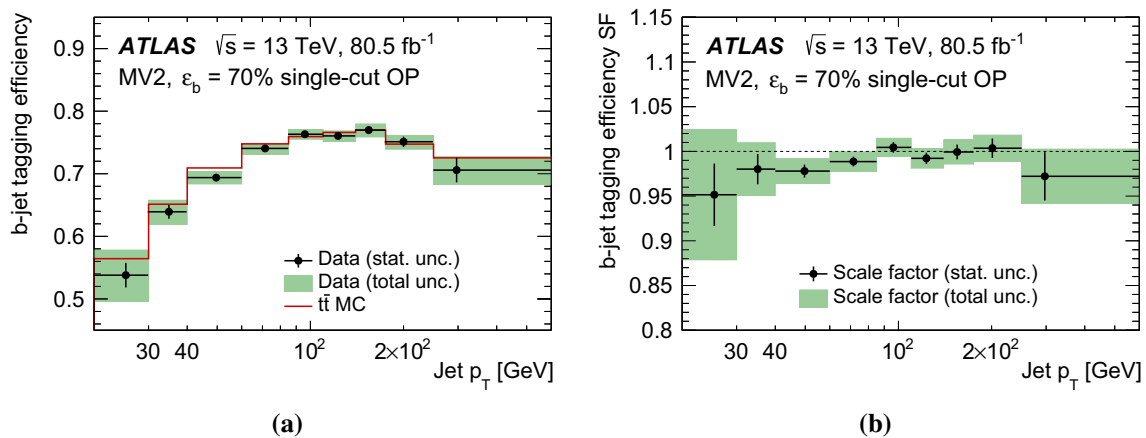 ATLAS √s = 13 TeV, 80.5 fb⁻¹
MV2, ε_b = 70% single-cut OP
b-jet tagging efficiency
0.9
0.8
0.7
0.6
0.5
Data (stat. unc.)
Data (total unc.)
tt̄ MC
30 40 10² 2×10²
Jet p_T [GeV]
(a)
ATLAS √s = 13 TeV, 80.5 fb⁻¹
MV2, ε_b = 70% single-cut OP
b-jet tagging efficiency SF
1.15
1.1
1.05
1
0.95
0.9
0.85
0.8
Scale factor (stat. unc.)
Scale factor (total unc.)
30 40 10² 2×10²
Jet p_T [GeV]
(b)